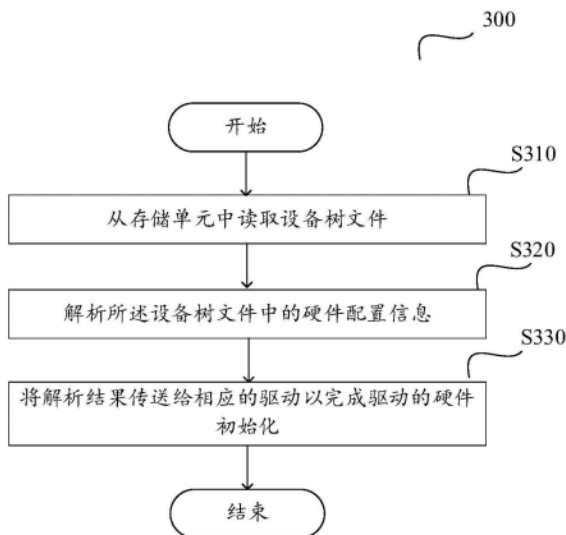 300
开始
S310
从存储单元中读取设备树文件
S320
解析所述设备树文件中的硬件配置信息
S330
将解析结果传送给相应的驱动以完成驱动的硬件
初始化
结束